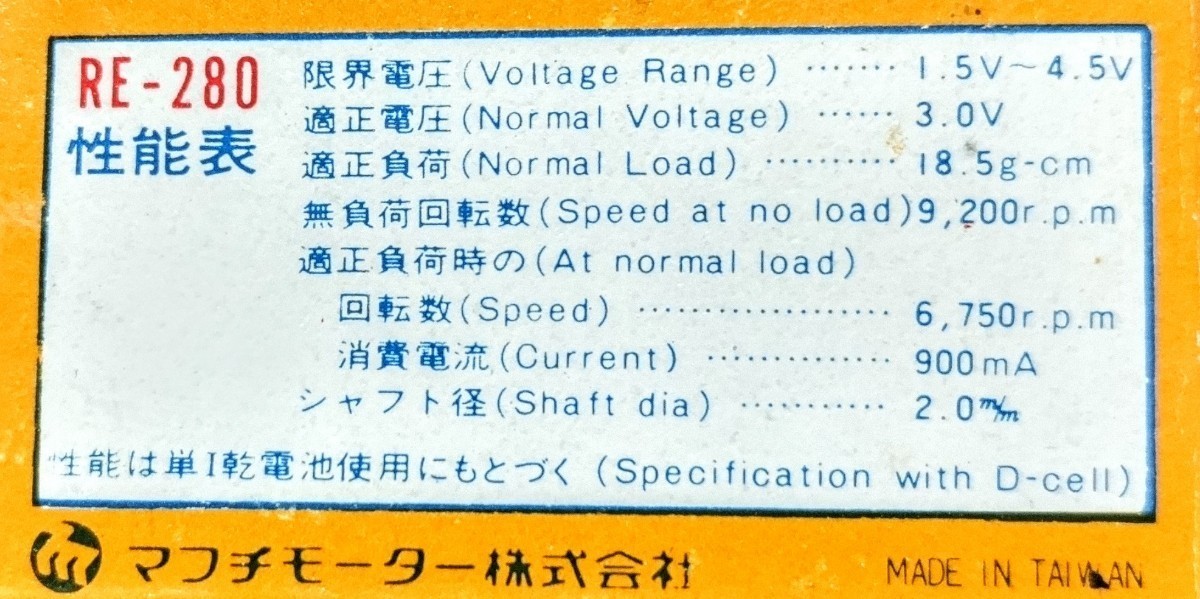 RE-280
性能表
限界電圧(Voltage Range) ······· 1.5V～4.5V
適正電圧(Normal Voltage) ······ 3.0V
適正負荷(Normal Load) ·········· 18.5g-cm
無負荷回転数(Speed at no load)9,200r.p.m
適正負荷時の(At normal load)
回転数(Speed) ···················· 6,750r.p.m
消費電流(Current) ··············· 900mA
シャフト径(Shaft dia) ············ 2.0m/m
性能は単1乾電池使用にもとづく (Specification with D-cell)
マブチモーター株式会社
MADE IN TAIWAN